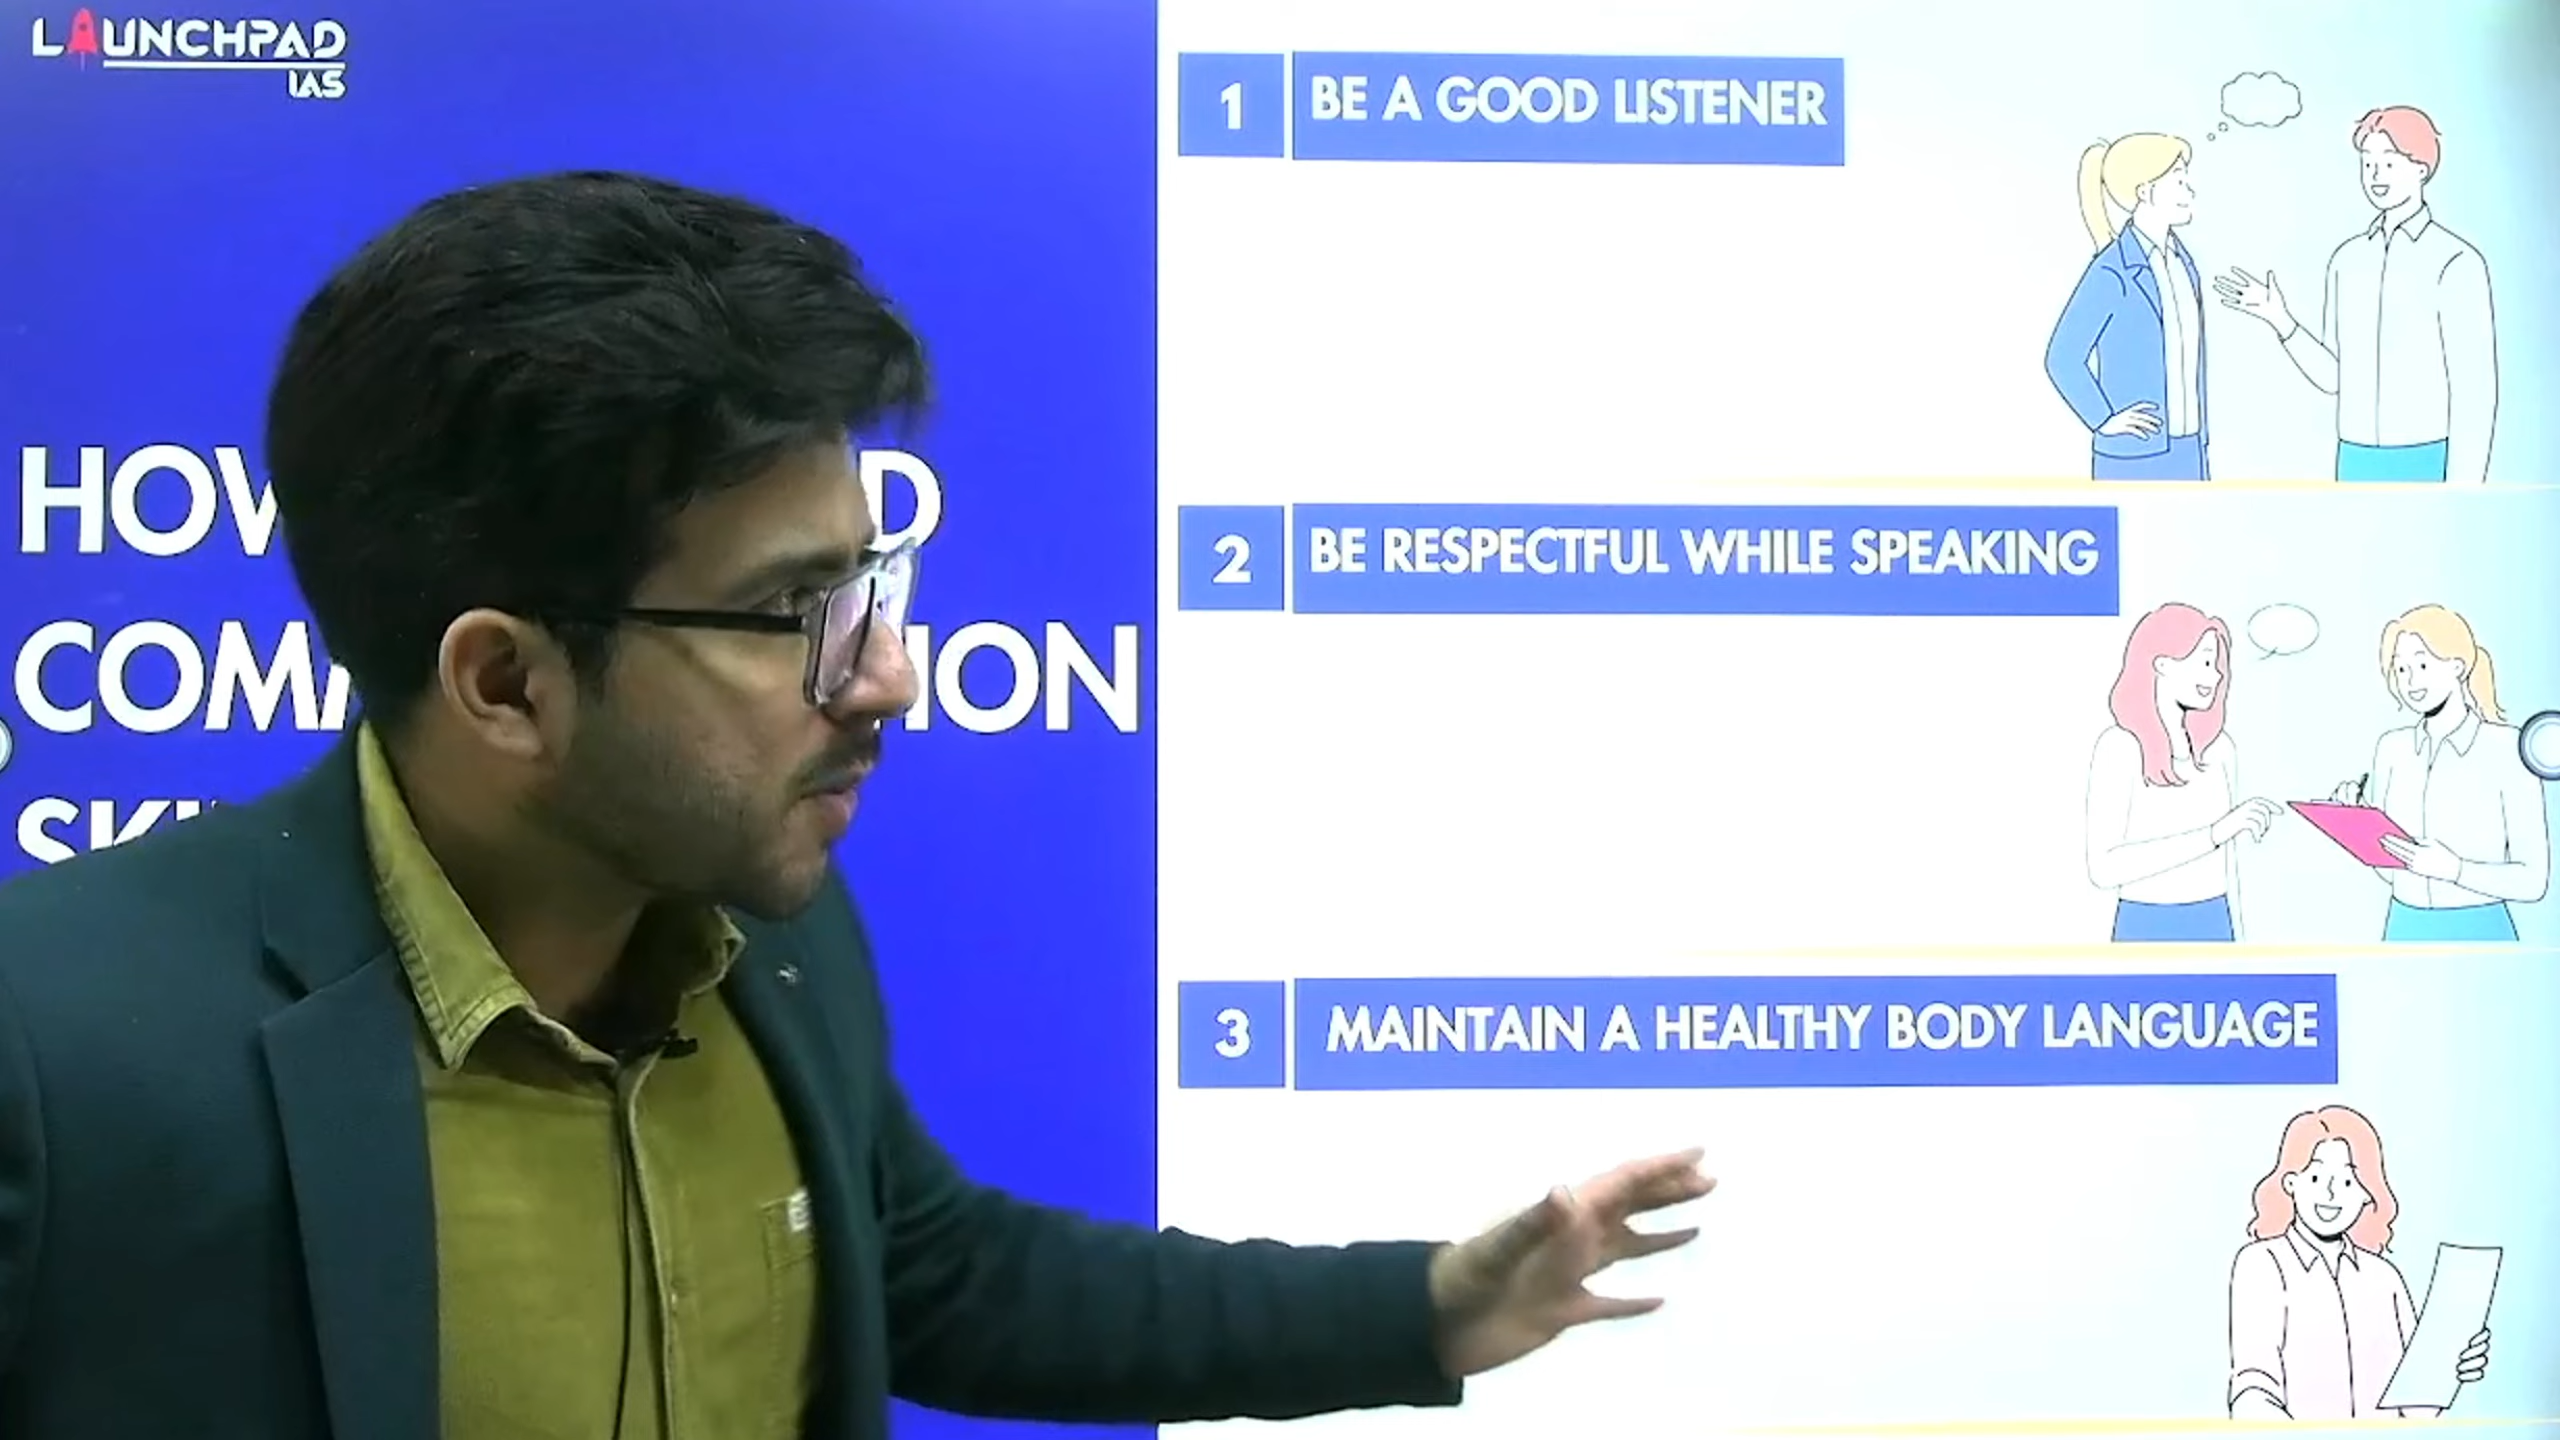 LAUNCHPAD
IAS
1
BE A GOOD LISTENER
2
BE RESPECTFUL WHILE SPEAKING
3
MAINTAIN A HEALTHY BODY LANGUAGE